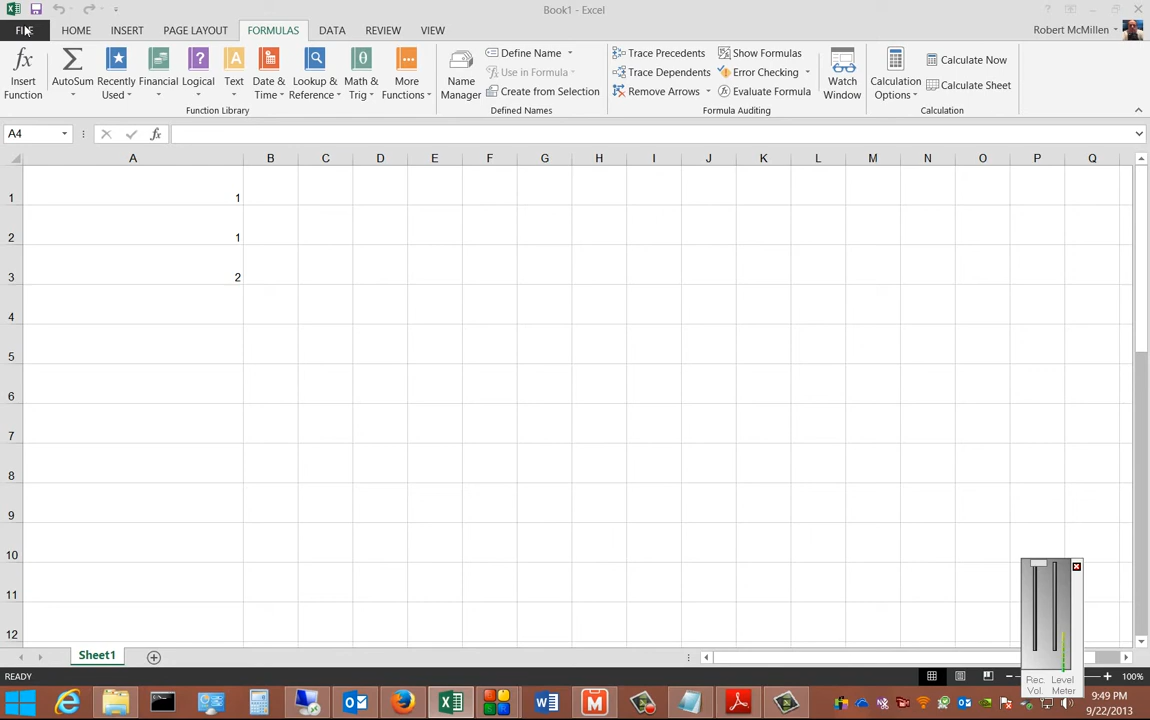 Book1 - Excel
FILE HOME INSERT PAGE LAYOUT FORMULAS DATA REVIEW VIEW Robert McMillen
Insert Function
AutoSum
Recently Used
Financial
Logical
Text
Date & Time
Lookup & Reference
Math & Trig
More Functions
Function Library
Name Manager
Define Name
Use in Formula
Create from Selection
Defined Names
Trace Precedents
Trace Dependents
Remove Arrows
Show Formulas
Error Checking
Evaluate Formula
Formula Auditing
Watch Window
Calculation Options
Calculate Now
Calculate Sheet
Calculation
A4 fx
A B C D E F G H I J K L M N O P Q
1 1
2 1
3 2
4
5
6
7
8
9
10
11
12
Sheet1
READY 100%
Rec. Vol.
Level Meter
9:49 PM
9/22/2013